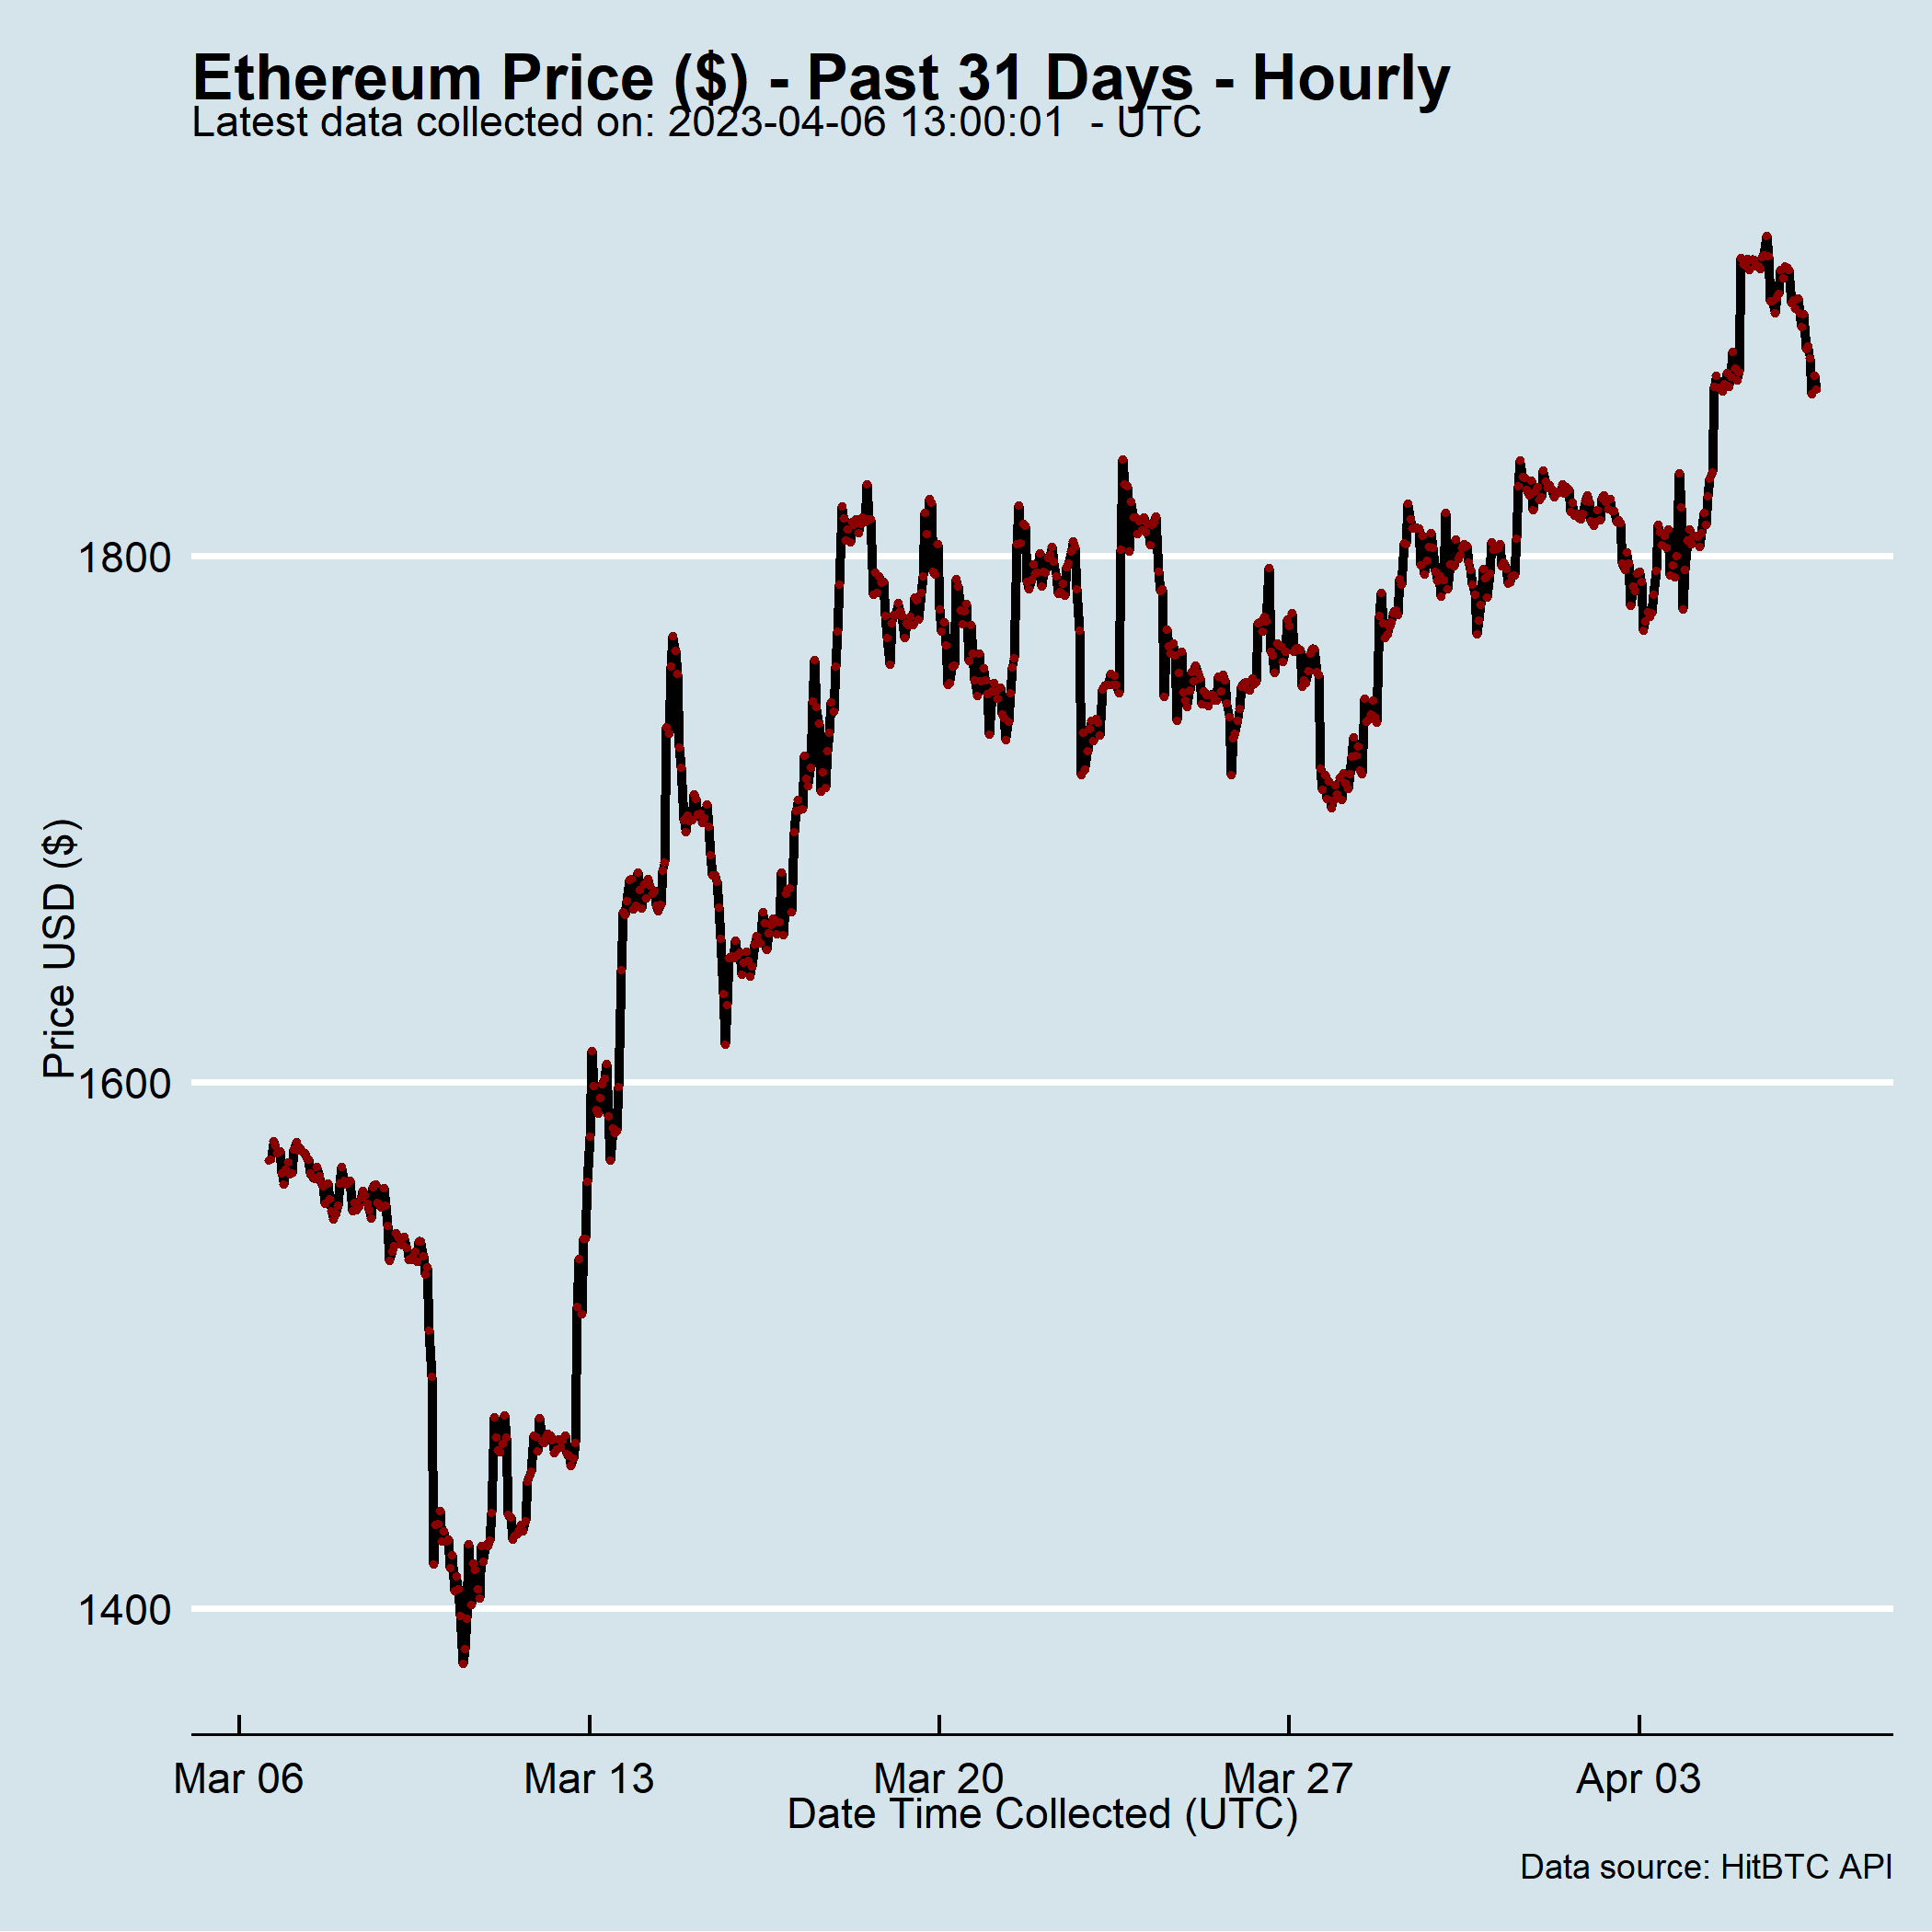 Ethereum Price ($) - Past 31 Days - Hourly
Latest data collected on: 2023-04-06 13:00:01  - UTC
Price USD ($)
1800
1600
1400
Mar 06
Mar 13
Mar 20
Mar 27
Apr 03
Date Time Collected (UTC)
Data source: HitBTC API